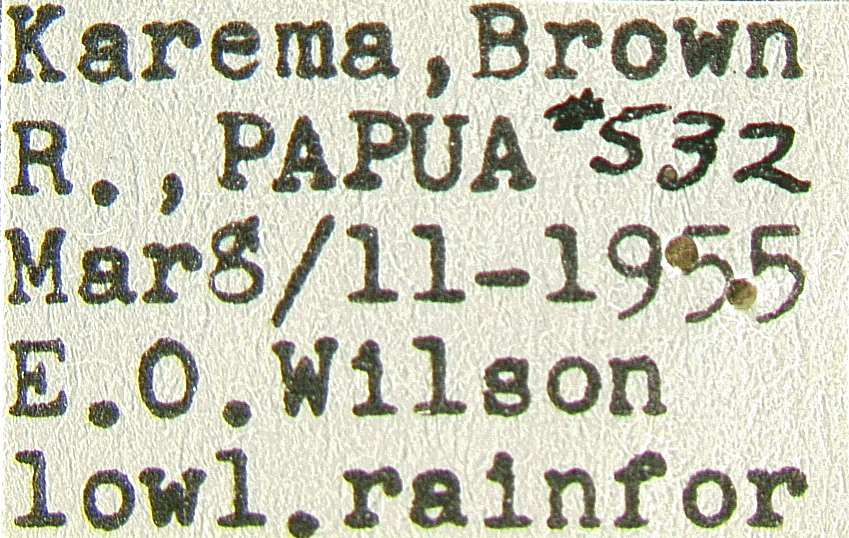 Karema,Brown
R.,PAPUA #532
Mar8/11-1955
E.O.Wilson
lowl.rainfor